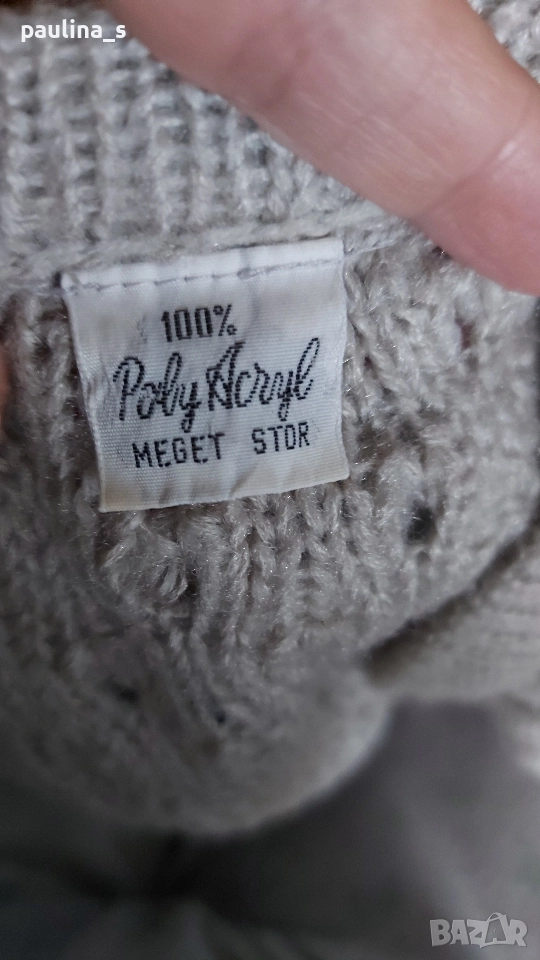 paulina_s
100%
Poly Acryl
MEGET STOR
BAZAR